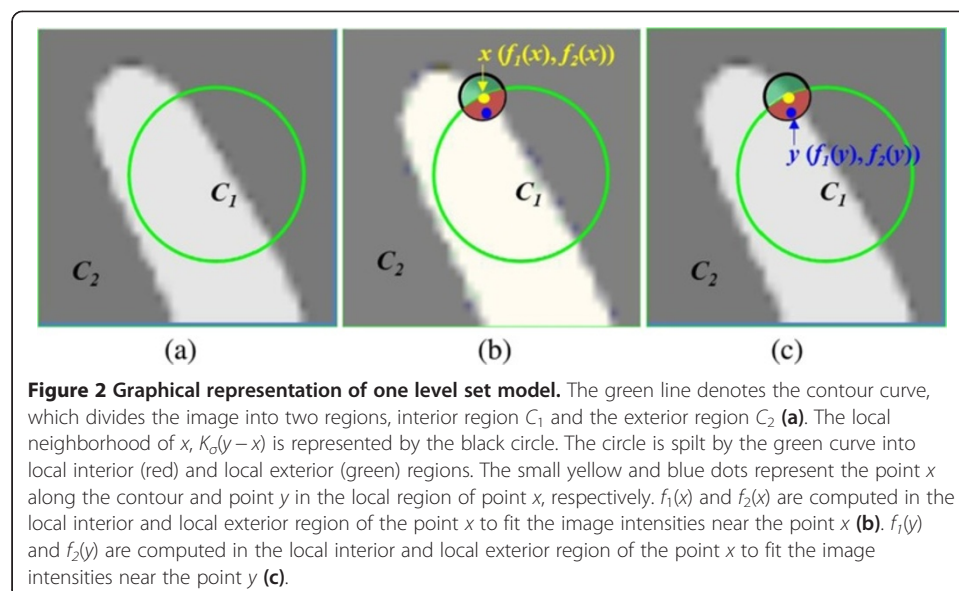 x (f₁(x), f₂(x))
C₁
C₂
C₁
C₂
y (f₁(y), f₂(y))
C₁
C₂
(a)
(b)
(c)
Figure 2 Graphical representation of one level set model. The green line denotes the contour curve,
which divides the image into two regions, interior region C₁ and the exterior region C₂ (a). The local
neighborhood of x, Kσ(y − x) is represented by the black circle. The circle is spilt by the green curve into
local interior (red) and local exterior (green) regions. The small yellow and blue dots represent the point x
along the contour and point y in the local region of point x, respectively. f₁(x) and f₂(x) are computed in the
local interior and local exterior region of the point x to fit the image intensities near the point x (b). f₁(y)
and f₂(y) are computed in the local interior and local exterior region of the point x to fit the image
intensities near the point y (c).